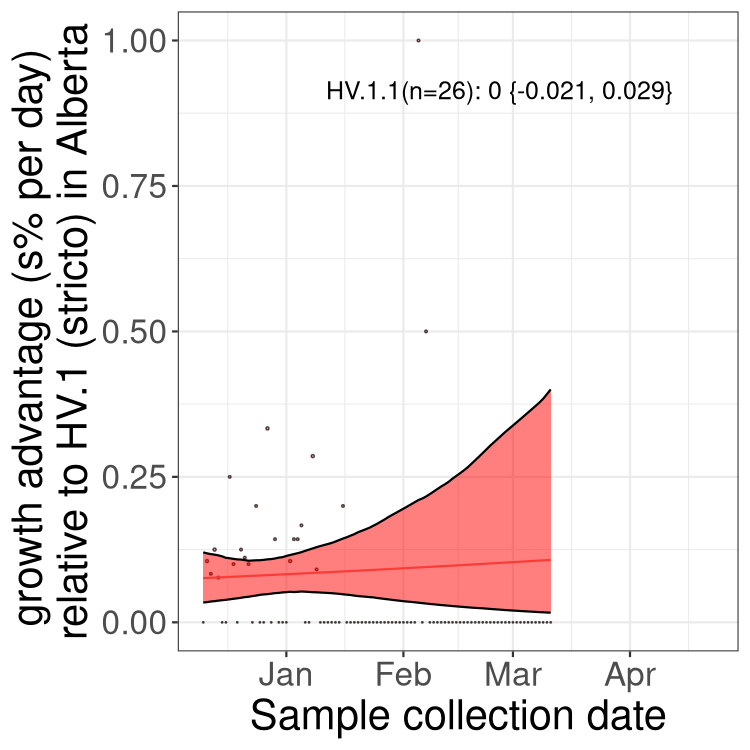 growth advantage (s% per day)
relative to HV.1 (stricto) in Alberta
1.00
0.75
0.50
0.25
0.00
HV.1.1(n=26): 0 {-0.021, 0.029}
Jan Feb Mar Apr
Sample collection date